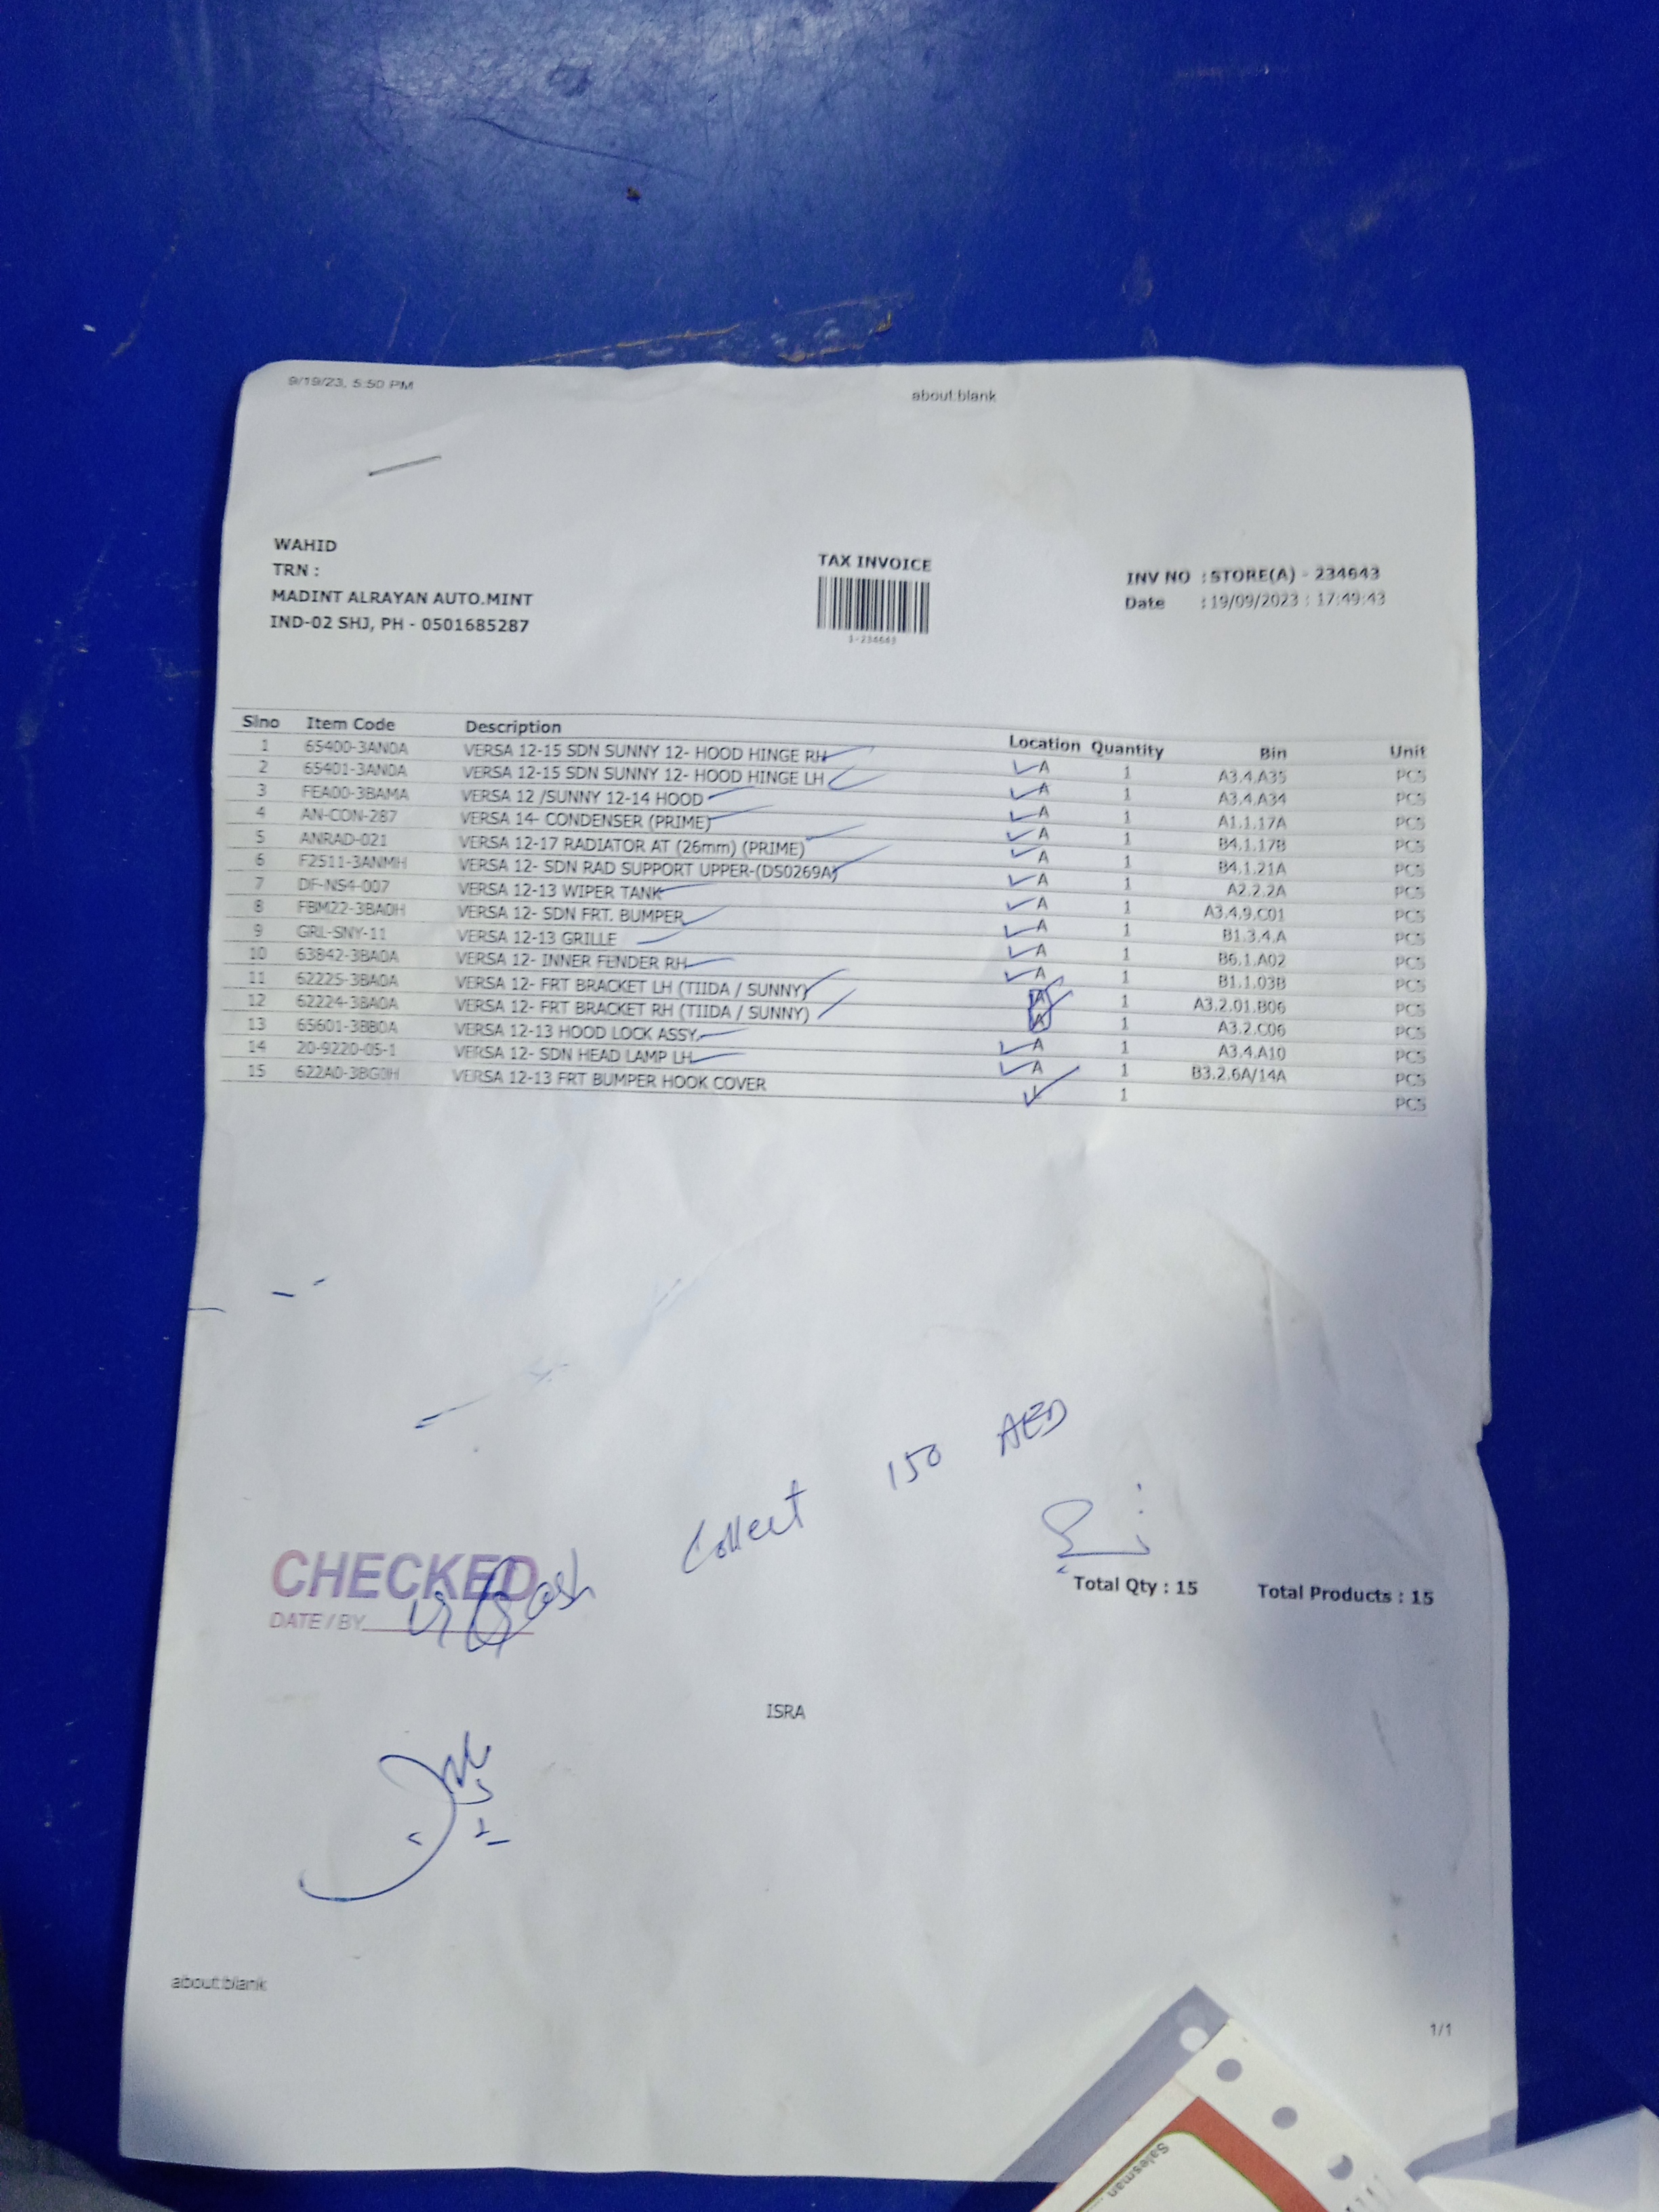 9/19/23, 5:50 PM
about:blank
WAHID
TRN :
MADINT ALRAYAN AUTO.MINT
IND-02 SHJ, PH - 0501685287
TAX INVOICE
1-234643
INV NO : STORE(A) - 234643
Date : 19/09/2023 : 17:49:43
Slno Item Code Description Location Quantity Bin Unit
1 65400-3AN0A VERSA 12-15 SDN SUNNY 12- HOOD HINGE RH A 1 A3.4.A35 PCS
2 65401-3AN0A VERSA 12-15 SDN SUNNY 12- HOOD HINGE LH A 1 A3.4.A34 PCS
3 FEA00-3BAMA VERSA 12 /SUNNY 12-14 HOOD A 1 A1.1.17A PCS
4 AN-CON-287 VERSA 14- CONDENSER (PRIME) A 1 B4.1.17B PCS
5 ANRAD-021 VERSA 12-17 RADIATOR AT (26mm) (PRIME) A 1 B4.1.21A PCS
6 F2511-3ANMH VERSA 12- SDN RAD SUPPORT UPPER-(DS0269A) A 1 A2.2.2A PCS
7 DF-NS4-007 VERSA 12-13 WIPER TANK A 1 A3.4.9.C01 PCS
8 FBM22-3BA0H VERSA 12- SDN FRT. BUMPER A 1 B1.3.4.A PCS
9 GRL-SNY-11 VERSA 12-13 GRILLE A 1 B6.1.A02 PCS
10 63842-3BA0A VERSA 12- INNER FENDER RH A 1 B1.1.03B PCS
11 62225-3BA0A VERSA 12- FRT BRACKET LH (TIIDA / SUNNY) A 1 A3.2.01.B06 PCS
12 62224-3BA0A VERSA 12- FRT BRACKET RH (TIIDA / SUNNY) A 1 A3.2.C06 PCS
13 65601-3BB0A VERSA 12-13 HOOD LOCK ASSY. A 1 A3.4.A10 PCS
14 20-9220-05-1 VERSA 12- SDN HEAD LAMP LH A 1 B3.2.6A/14A PCS
15 622A0-3BG0H VERSA 12-13 FRT BUMPER HOOK COVER 1 PCS
Collect 150 AED
CHECKED
DATE / BY
Total Qty : 15 Total Products : 15
ISRA
about:blank
1/1
Salesman